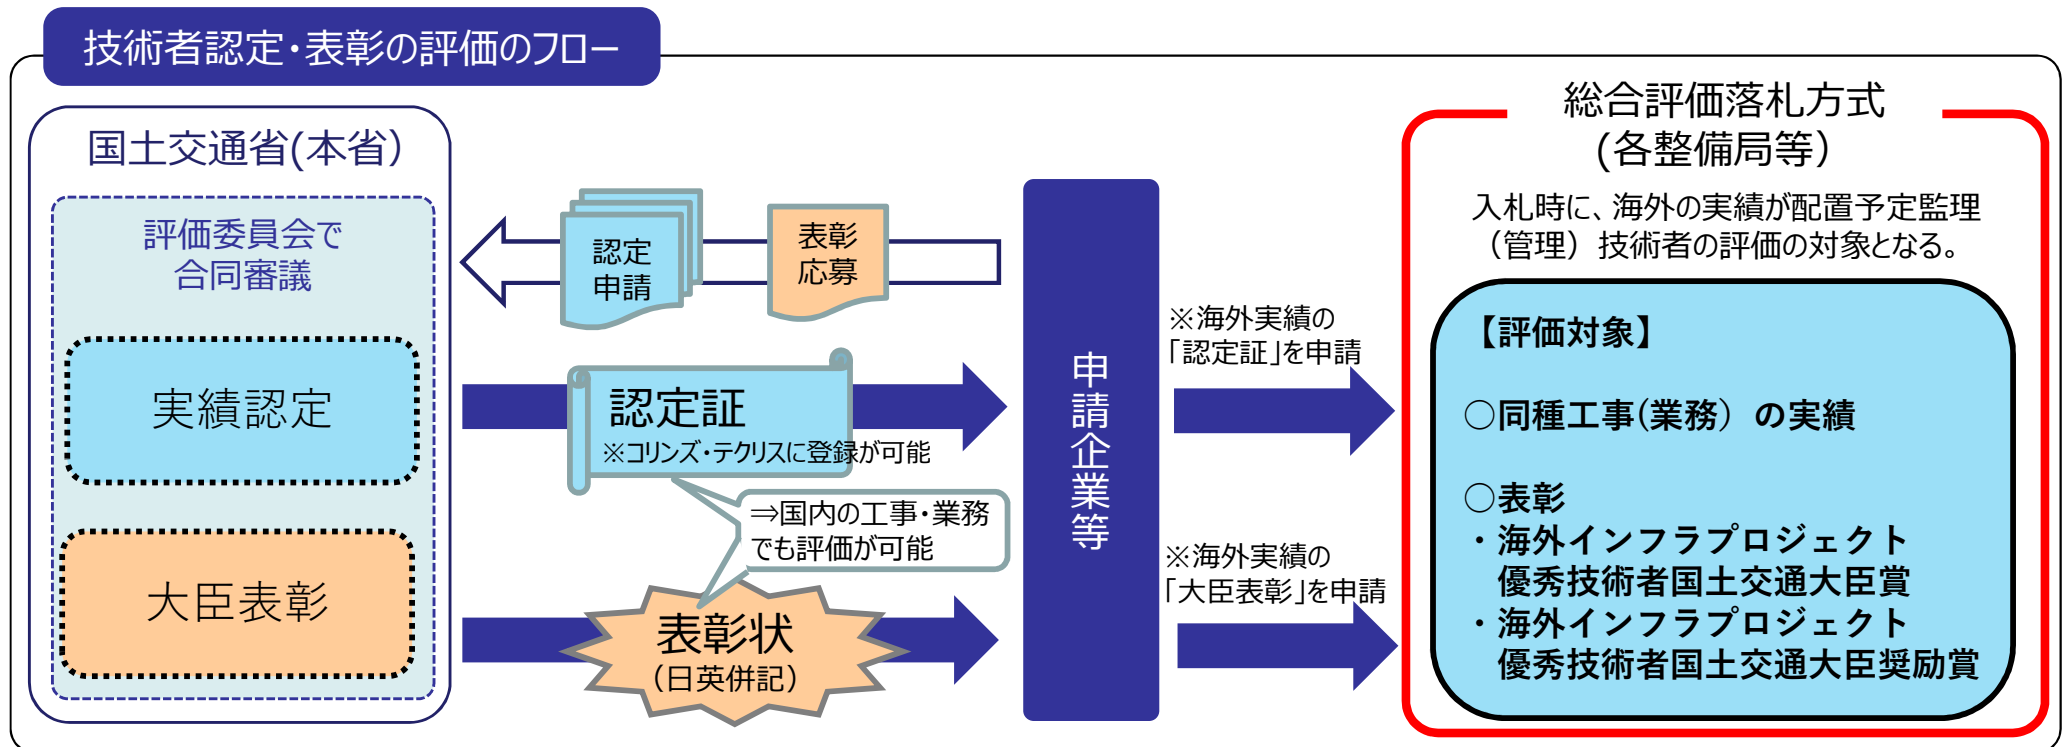 技術者認定・表彰の評価のフロー
国土交通省(本省）
評価委員会で
合同審議
実績認定
大臣表彰
認定
申請
表彰
応募
認定証
※コリンズ・テクリスに登録が可能
⇒国内の工事・業務
でも評価が可能
表彰状
（日英併記）
申請企業等
※海外実績の
「認定証」を申請
※海外実績の
「大臣表彰」を申請
総合評価落札方式
(各整備局等）
入札時に、海外の実績が配置予定監理
（管理）技術者の評価の対象となる。
【評価対象】
○同種工事(業務）の実績
○表彰
・海外インフラプロジェクト
優秀技術者国土交通大臣賞
・海外インフラプロジェクト
優秀技術者国土交通大臣奨励賞